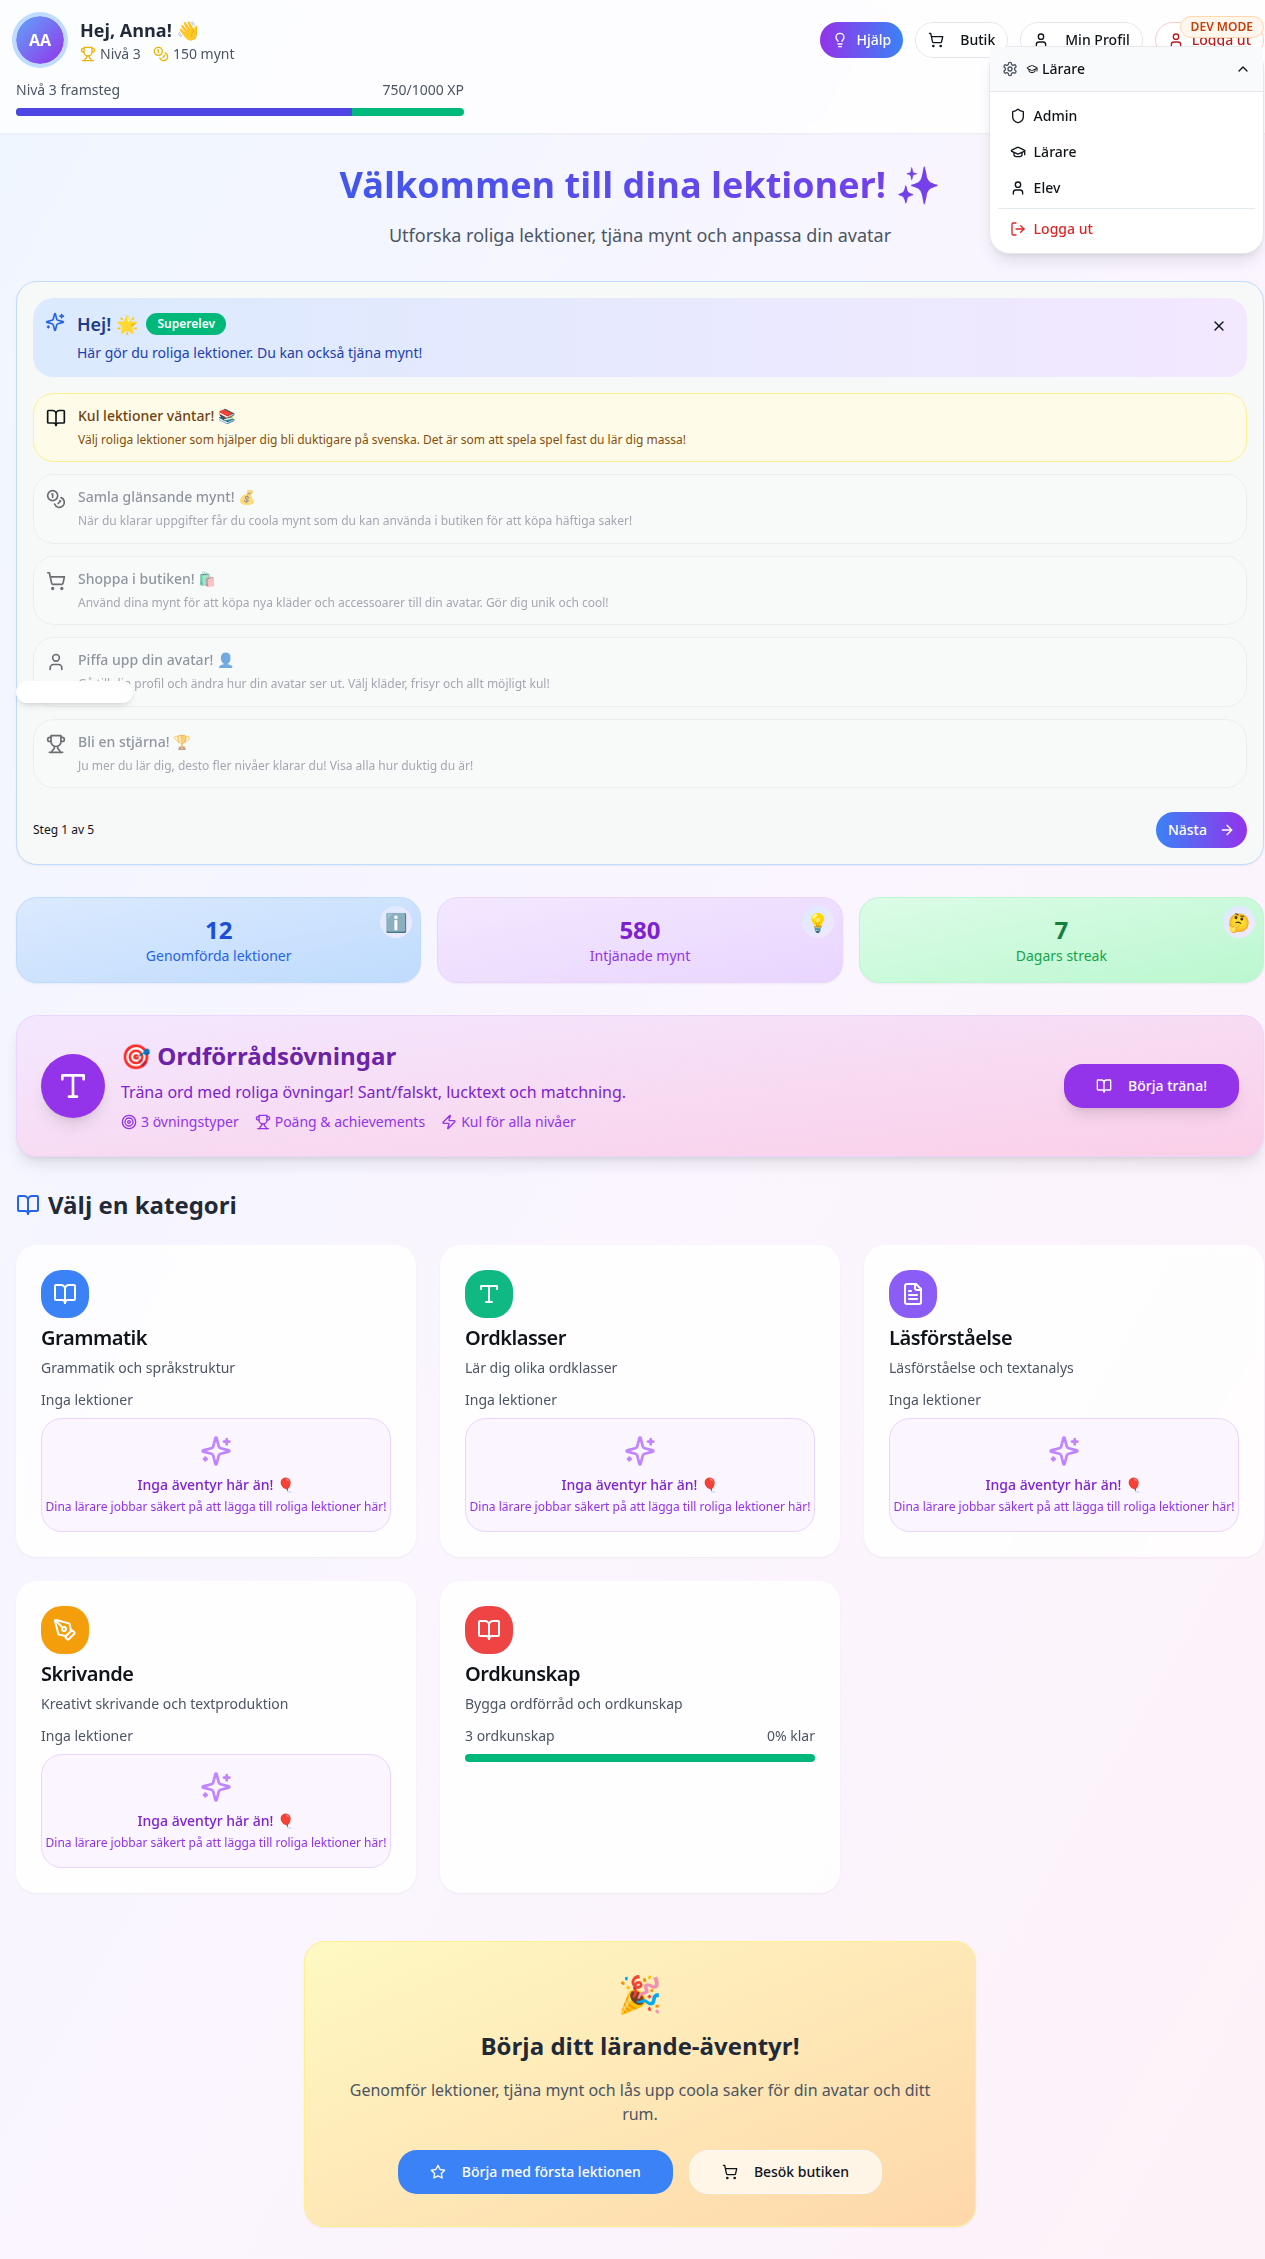 AA
Hej, Anna! 👋
Nivå 3 150 mynt
Hjälp
Butik
Min Profil
Logga ut
DEV MODE
Nivå 3 framsteg 750/1000 XP
Lärare
Admin
Lärare
Elev
Logga ut
Välkommen till dina lektioner! ✨
Utforska roliga lektioner, tjäna mynt och anpassa din avatar
Hej! 🌟 Superelev
Här gör du roliga lektioner. Du kan också tjäna mynt!
Kul lektioner väntar! 📚
Välj roliga lektioner som hjälper dig bli duktigare på svenska. Det är som att spela spel fast du lär dig massa!
Samla glänsande mynt! 💰
När du klarar uppgifter får du coola mynt som du kan använda i butiken för att köpa häftiga saker!
Shoppa i butiken! 🛍️
Använd dina mynt för att köpa nya kläder och accessoarer till din avatar. Gör dig unik och cool!
Piffa upp din avatar! 👤
profil och ändra hur din avatar ser ut. Välj kläder, frisyr och allt möjligt kul!
Bli en stjärna! 🏆
Ju mer du lär dig, desto fler nivåer klarar du! Visa alla hur duktig du är!
Steg 1 av 5
Nästa
12
Genomförda lektioner
580
Intjänade mynt
7
Dagars streak
🎯 Ordförrådsövningar
Träna ord med roliga övningar! Sant/falskt, lucktext och matchning.
3 övningstyper Poäng & achievements Kul för alla nivåer
Börja träna!
Välj en kategori
Grammatik
Grammatik och språkstruktur
Inga lektioner
Inga äventyr här än! 🎈
Dina lärare jobbar säkert på att lägga till roliga lektioner här!
Ordklasser
Lär dig olika ordklasser
Inga lektioner
Inga äventyr här än! 🎈
Dina lärare jobbar säkert på att lägga till roliga lektioner här!
Läsförståelse
Läsförståelse och textanalys
Inga lektioner
Inga äventyr här än! 🎈
Dina lärare jobbar säkert på att lägga till roliga lektioner här!
Skrivande
Kreativt skrivande och textproduktion
Inga lektioner
Inga äventyr här än! 🎈
Dina lärare jobbar säkert på att lägga till roliga lektioner här!
Ordkunskap
Bygga ordförråd och ordkunskap
3 ordkunskap 0% klar
🎉
Börja ditt lärande-äventyr!
Genomför lektioner, tjäna mynt och lås upp coola saker för din avatar och ditt
rum.
Börja med första lektionen
Besök butiken